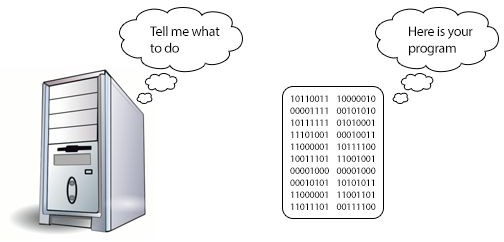 Tell me what
to do
Here is your
program
10110011 10000010
00001111 00101010
10111111 01010001
11101001 00010011
11000001 10111100
10011101 11001001
00001000 00001000
00010101 10101011
11000001 11001101
11011101 00111100